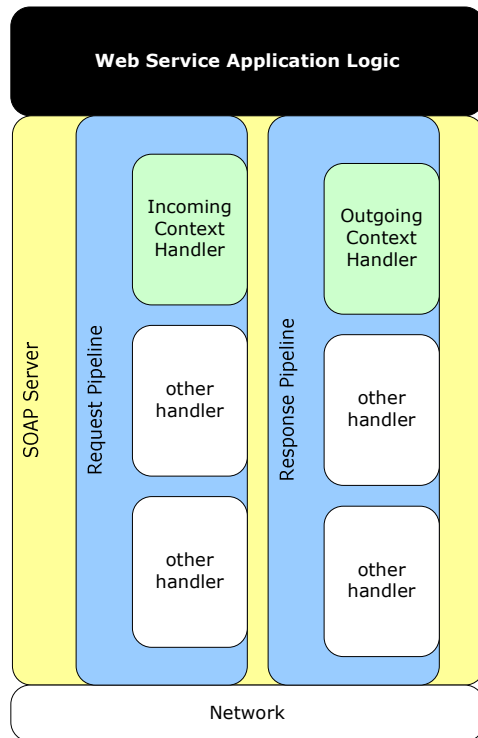 Web Service Application Logic
SOAP Server
Request Pipeline
Incoming
Context
Handler
other
handler
other
handler
Response Pipeline
Outgoing
Context
Handler
other
handler
other
handler
Network